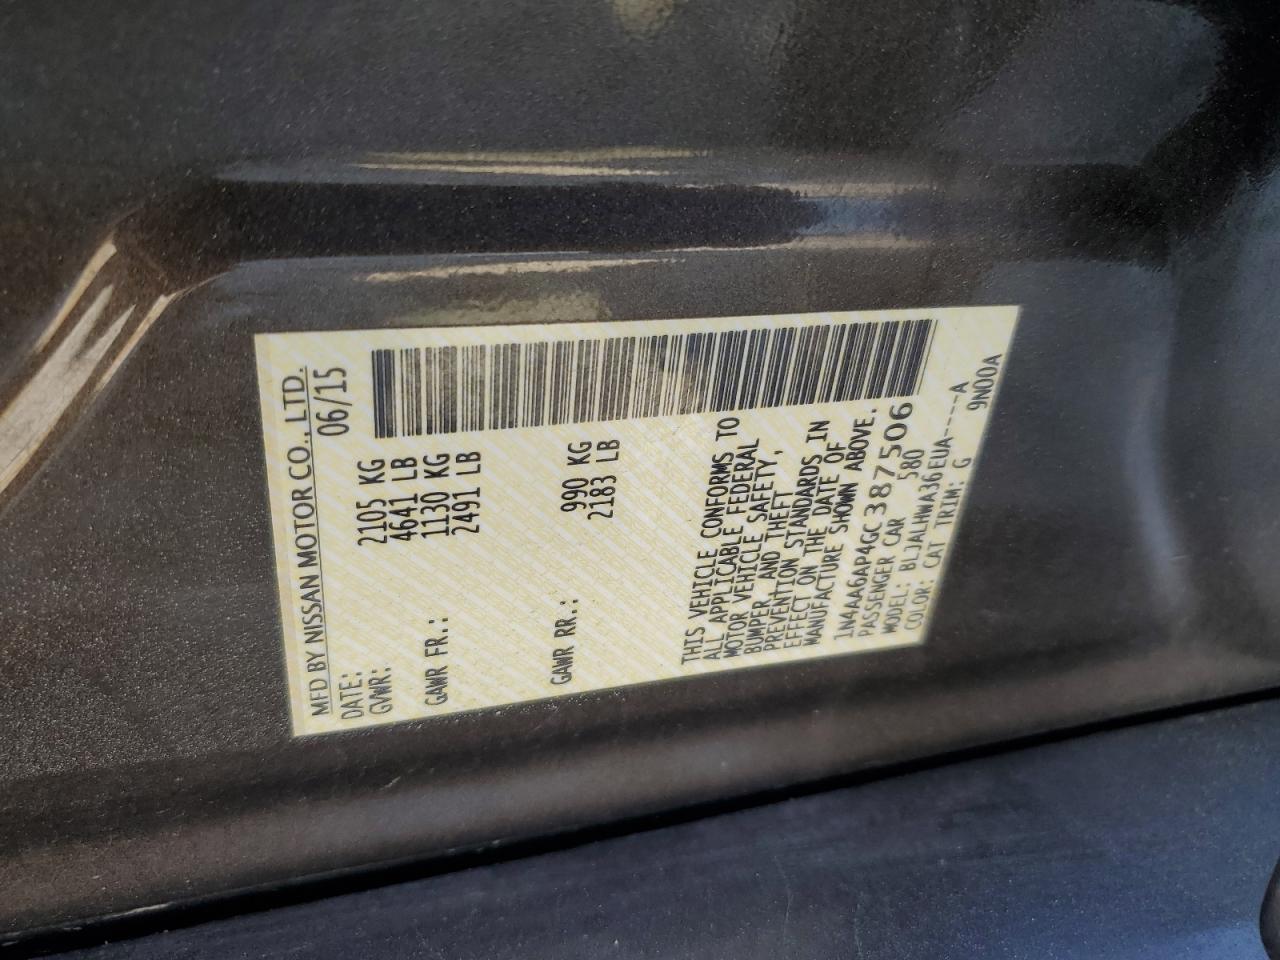 MFD BY NISSAN MOTOR CO., LTD.
DATE: 06/15
GVWR: 2105 KG
4641 LB
GAWR FR.: 1130 KG
2491 LB
GAWR RR.: 990 KG
2183 LB
THIS VEHICLE CONFORMS TO
ALL APPLICABLE FEDERAL
MOTOR VEHICLE SAFETY,
BUMPER, AND THEFT
PREVENTION STANDARDS IN
EFFECT ON THE DATE OF
MANUFACTURE SHOWN ABOVE.
1N4AA6AP4GC387506
PASSENGER CAR 580
MODEL: BLJALHWA36EUA-----A
COLOR: CAT TRIM: G 9N00A